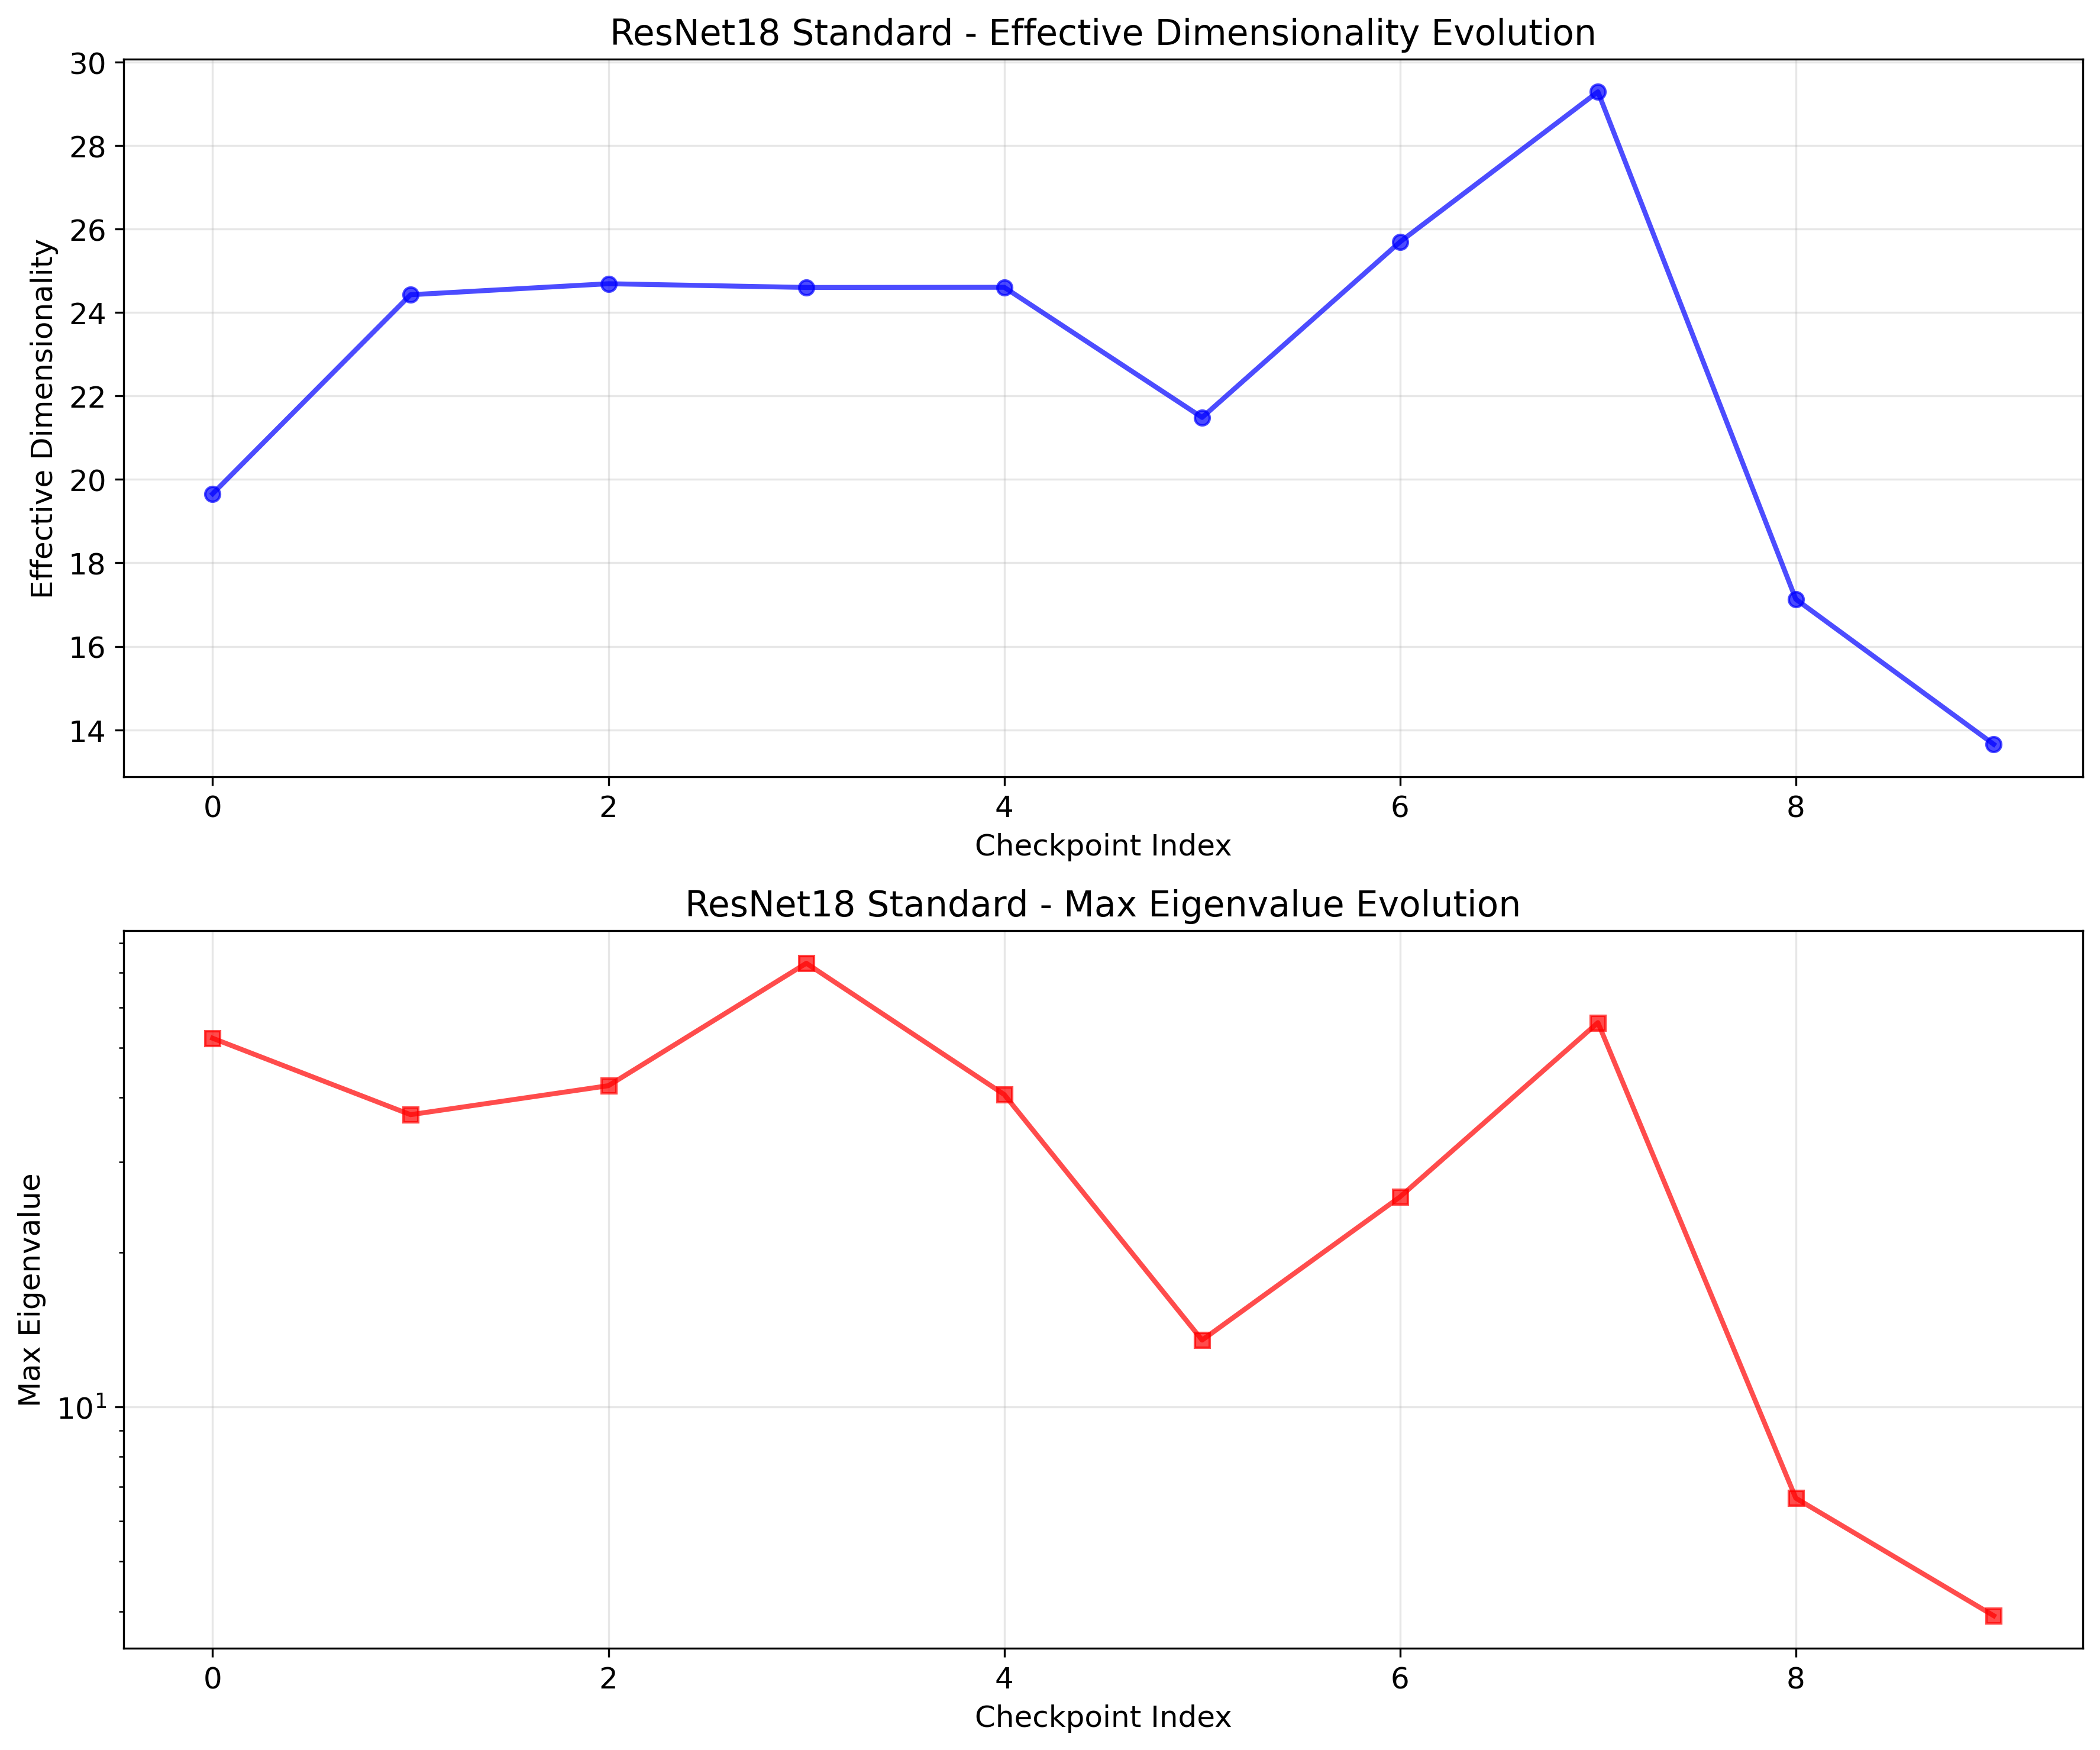 ResNet18 Standard - Effective Dimensionality Evolution
Effective Dimensionality
30
28
26
24
22
20
18
16
14
0 2 4 6 8
Checkpoint Index
ResNet18 Standard - Max Eigenvalue Evolution
Max Eigenvalue
10¹
0 2 4 6 8
Checkpoint Index